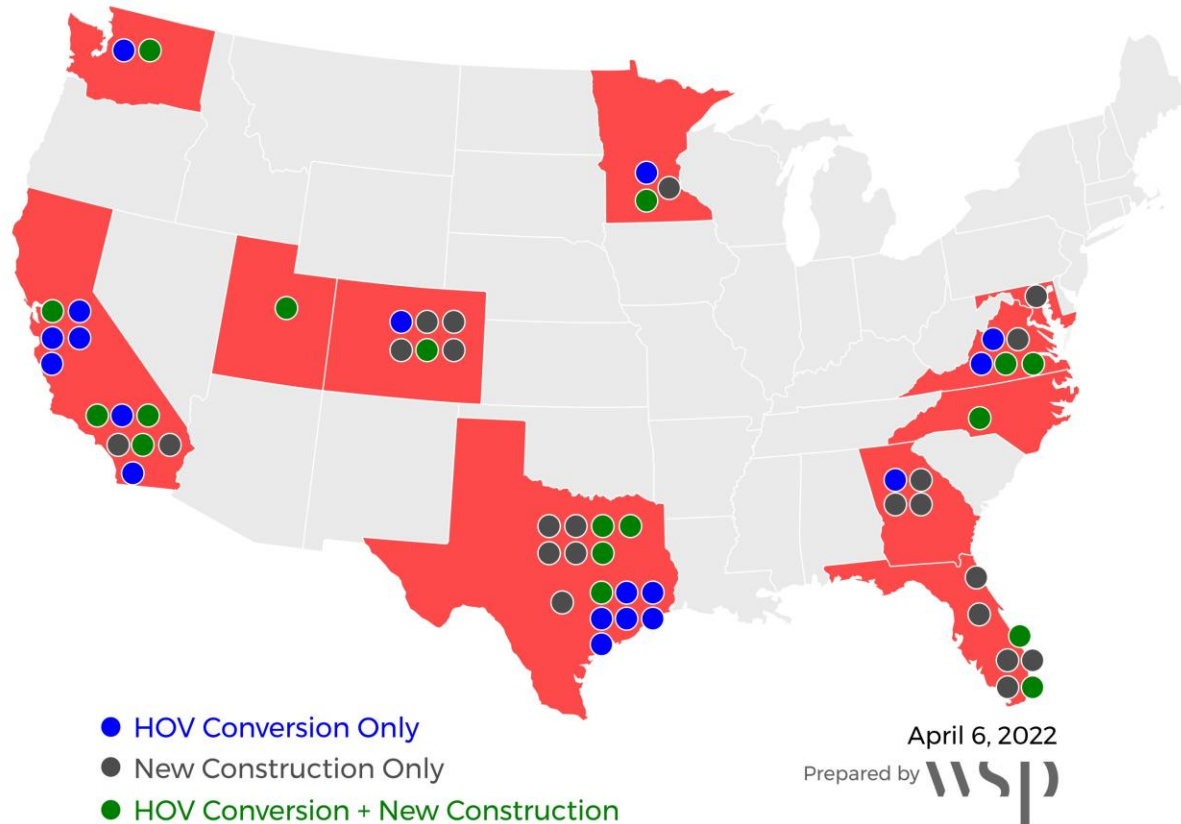 HOV Conversion Only
New Construction Only
HOV Conversion + New Construction
April 6, 2022
Prepared by wsp